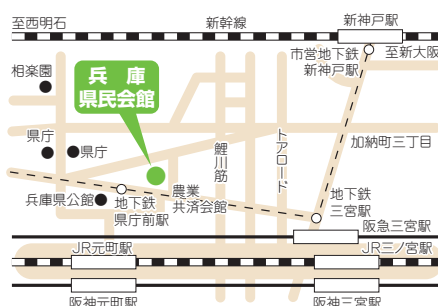 至西明石
新幹線
新神戸駅
市営地下鉄
新神戸駅
至新大阪
相楽園
兵庫
県民会館
加納町三丁目
県庁
県庁
鯉川筋
トアロード
農業
共済会館
地下鉄
三宮駅
兵庫県公館
地下鉄
県庁前駅
阪急三宮駅
JR元町駅
JR三ノ宮駅
阪神元町駅
阪神三宮駅